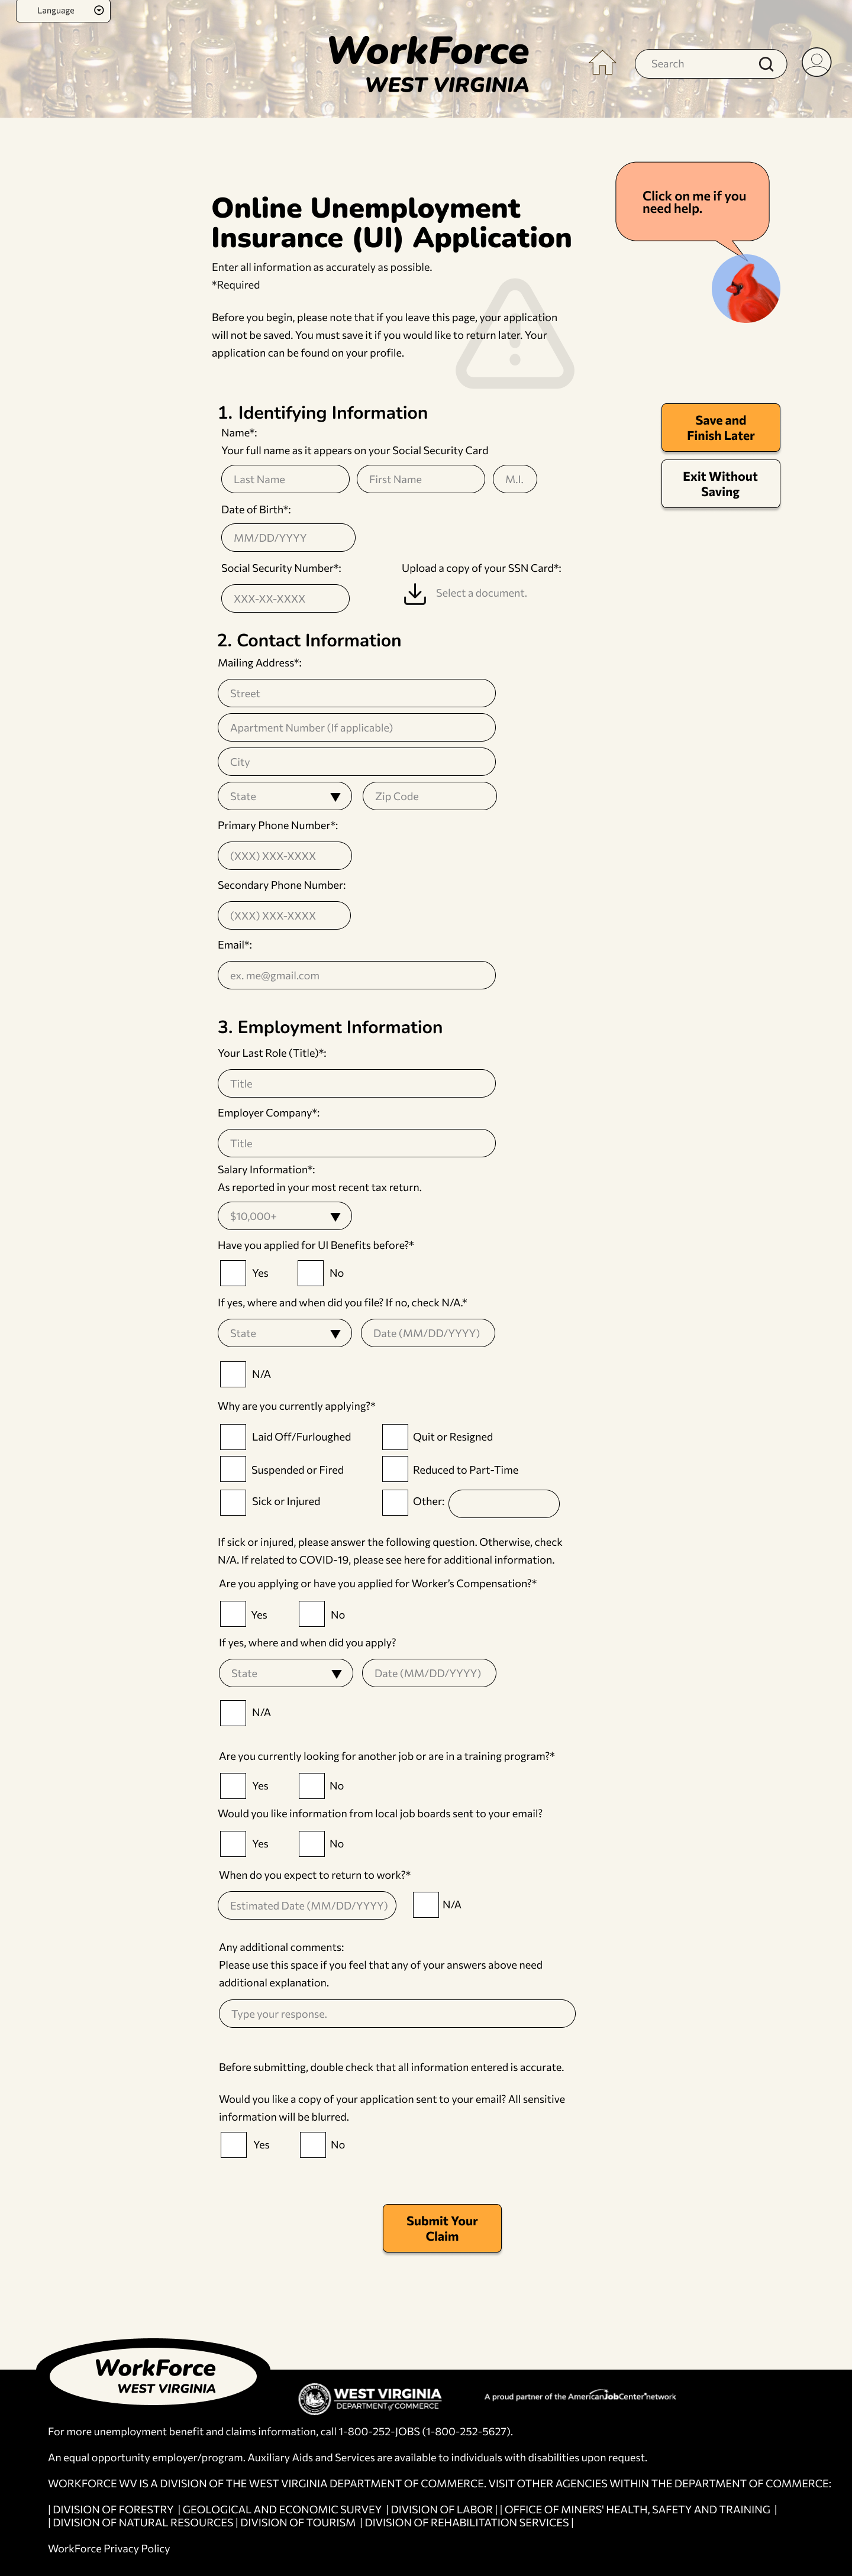 Language
WorkForce
WEST VIRGINIA
Search
Click on me if you
need help.
Online Unemployment
Insurance (UI) Application
Enter all information as accurately as possible.
*Required
Before you begin, please note that if you leave this page, your application
will not be saved. You must save it if you would like to return later. Your
application can be found on your profile.
1. Identifying Information
Save and
Finish Later
Exit Without
Saving
Name*:
Your full name as it appears on your Social Security Card
Last Name First Name M.I.
Date of Birth*:
MM/DD/YYYY
Social Security Number*: Upload a copy of your SSN Card*:
XXX-XX-XXXX Select a document.
2. Contact Information
Mailing Address*:
Street
Apartment Number (If applicable)
City
State Zip Code
Primary Phone Number*:
(XXX) XXX-XXXX
Secondary Phone Number:
(XXX) XXX-XXXX
Email*:
ex. me@gmail.com
3. Employment Information
Your Last Role (Title)*:
Title
Employer Company*:
Title
Salary Information*:
As reported in your most recent tax return.
$10,000+
Have you applied for UI Benefits before?*
Yes No
If yes, where and when did you file? If no, check N/A.*
State Date (MM/DD/YYYY)
N/A
Why are you currently applying?*
Laid Off/Furloughed Quit or Resigned
Suspended or Fired Reduced to Part-Time
Sick or Injured Other:
If sick or injured, please answer the following question. Otherwise, check
N/A. If related to COVID-19, please see here for additional information.
Are you applying or have you applied for Worker's Compensation?*
Yes No
If yes, where and when did you apply?
State Date (MM/DD/YYYY)
N/A
Are you currently looking for another job or are in a training program?*
Yes No
Would you like information from local job boards sent to your email?
Yes No
When do you expect to return to work?*
Estimated Date (MM/DD/YYYY) N/A
Any additional comments:
Please use this space if you feel that any of your answers above need
additional explanation.
Type your response.
Before submitting, double check that all information entered is accurate.
Would you like a copy of your application sent to your email? All sensitive
information will be blurred.
Yes No
Submit Your
Claim
WorkForce
WEST VIRGINIA
WEST VIRGINIA
DEPARTMENT of COMMERCE
A proud partner of the AmericanJobCenter network
For more unemployment benefit and claims information, call 1-800-252-JOBS (1-800-252-5627).
An equal opportunity employer/program. Auxiliary Aids and Services are available to individuals with disabilities upon request.
WORKFORCE WV IS A DIVISION OF THE WEST VIRGINIA DEPARTMENT OF COMMERCE. VISIT OTHER AGENCIES WITHIN THE DEPARTMENT OF COMMERCE:
| DIVISION OF FORESTRY | GEOLOGICAL AND ECONOMIC SURVEY | DIVISION OF LABOR | | OFFICE OF MINERS' HEALTH, SAFETY AND TRAINING |
| DIVISION OF NATURAL RESOURCES | DIVISION OF TOURISM | DIVISION OF REHABILITATION SERVICES |
WorkForce Privacy Policy